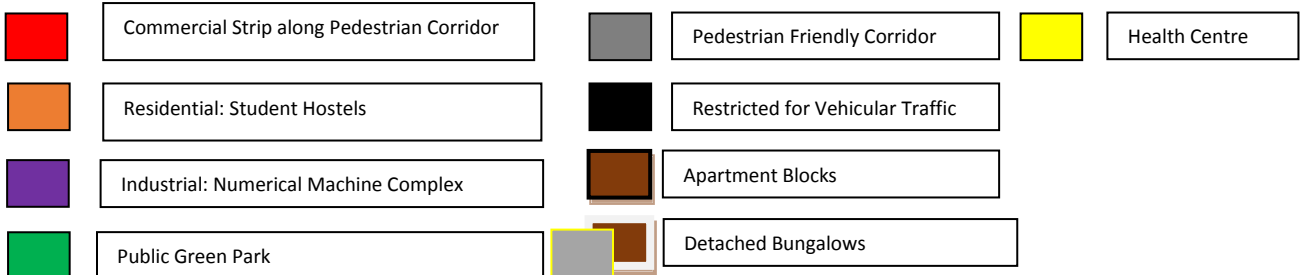 Commercial Strip along Pedestrian Corridor
Pedestrian Friendly Corridor
Health Centre
Residential: Student Hostels
Restricted for Vehicular Traffic
Industrial: Numerical Machine Complex
Apartment Blocks
Public Green Park
Detached Bungalows